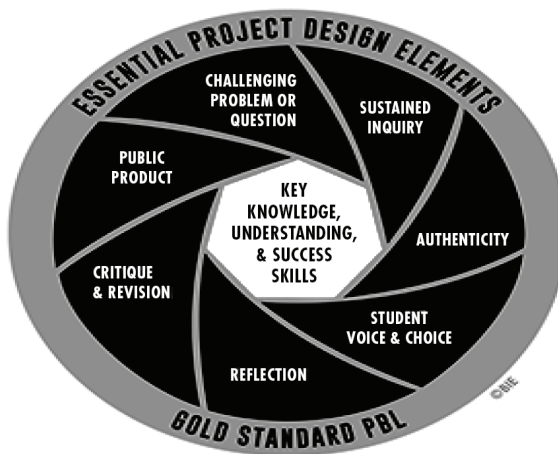 ESSENTIAL PROJECT DESIGN ELEMENTS
CHALLENGING
PROBLEM OR
QUESTION
SUSTAINED
INQUIRY
AUTHENTICITY
STUDENT
VOICE & CHOICE
REFLECTION
CRITIQUE
& REVISION
PUBLIC
PRODUCT
KEY
KNOWLEDGE,
UNDERSTANDING,
& SUCCESS
SKILLS
GOLD STANDARD PBL
©BIE